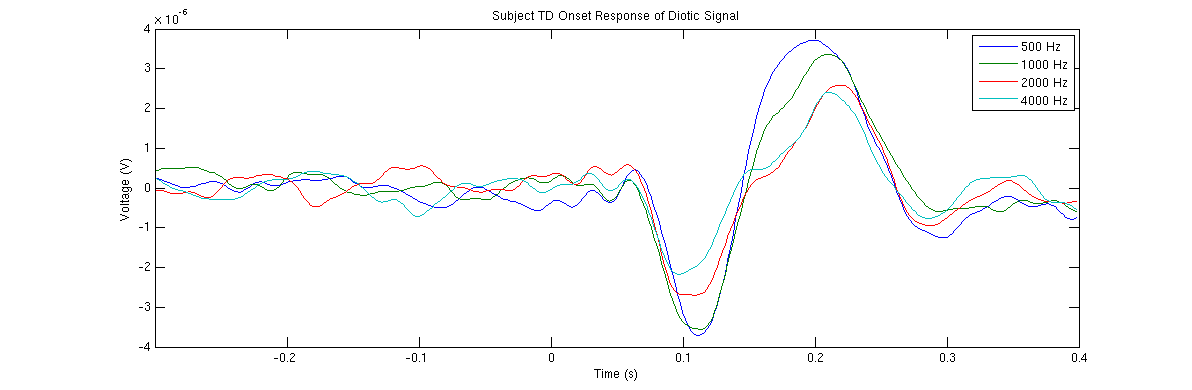 Subject TD Onset Response of Diotic Signal
× 10⁻⁶
4
3
2
1
0
-1
-2
-3
-4
Voltage (V)
-0.2 -0.1 0 0.1 0.2 0.3 0.4
Time (s)
500 Hz
1000 Hz
2000 Hz
4000 Hz